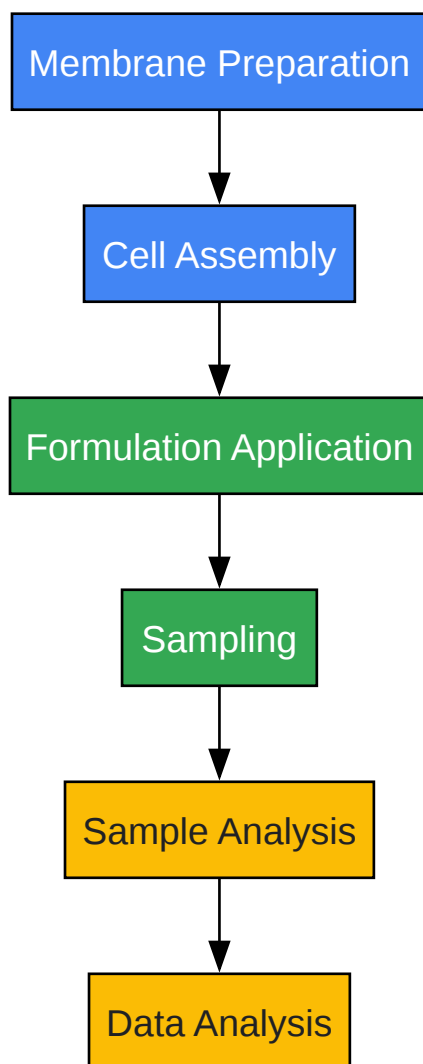 Membrane Preparation
Cell Assembly
Formulation Application
Sampling
Sample Analysis
Data Analysis